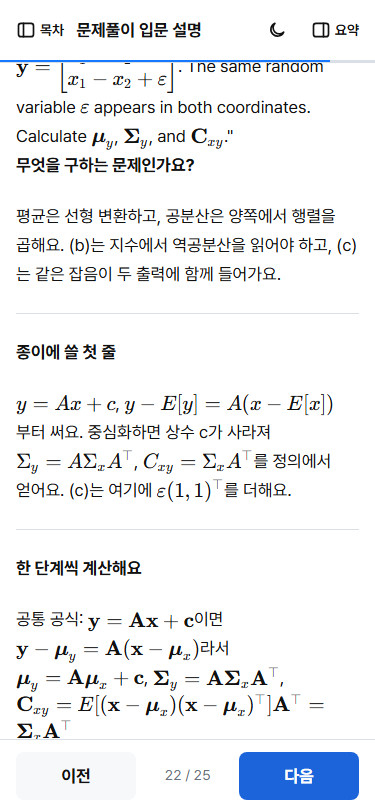 목차 문제풀이 입문 설명 요약
y = [x₁ − x₂ + ε]. The same random
variable ε appears in both coordinates.
Calculate μ_y, Σ_y, and C_xy."
무엇을 구하는 문제인가요?
평균은 선형 변환하고, 공분산은 양쪽에서 행렬을
곱해요. (b)는 지수에서 역공분산을 읽어야 하고, (c)
는 같은 잡음이 두 출력에 함께 들어가요.
종이에 쓸 첫 줄
y = Ax + c, y − E[y] = A(x − E[x])
부터 써요. 중심화하면 상수 c가 사라져
Σ_y = AΣ_xA^⊤, C_xy = Σ_xA^⊤를 정의에서
얻어요. (c)는 여기에 ε(1, 1)^⊤를 더해요.
한 단계씩 계산해요
공통 공식: y = Ax + c이면
y − μ_y = A(x − μ_x)라서
μ_y = Aμ_x + c, Σ_y = AΣ_xA^⊤,
C_xy = E[(x − μ_x)(x − μ_x)^⊤]A^⊤ =
Σ_xA^⊤
이전 22 / 25 다음